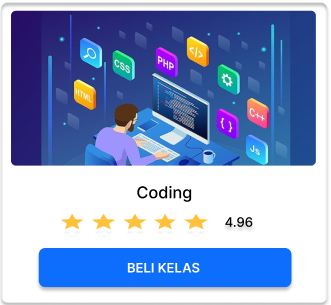 CSS
PHP
</>
HTML
C++
{ }
Js
Coding
4.96
BELI KELAS